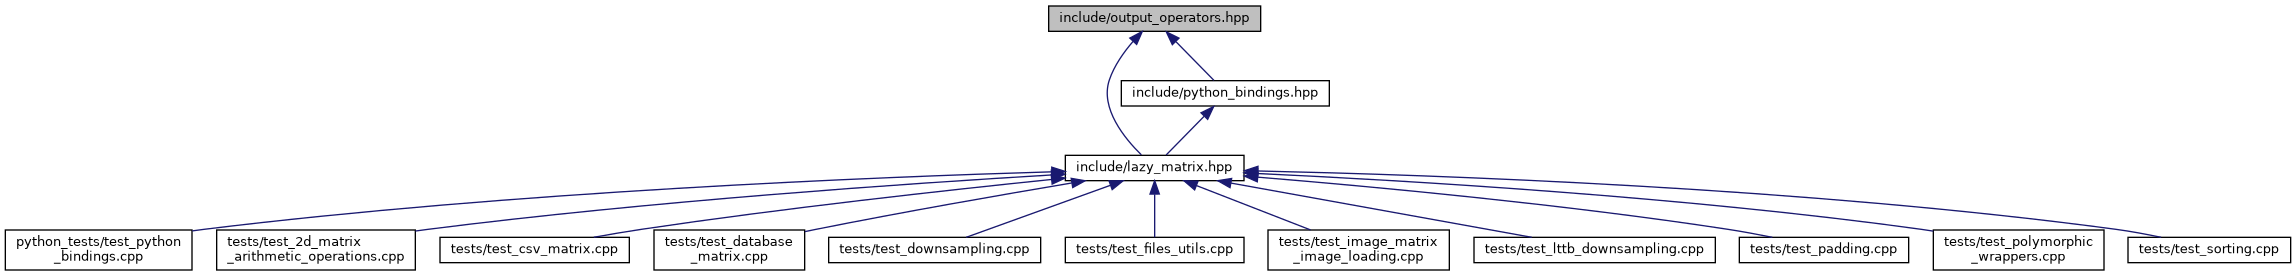 include/output_operators.hpp
include/python_bindings.hpp
include/lazy_matrix.hpp
python_tests/test_python
_bindings.cpp
tests/test_2d_matrix
_arithmetic_operations.cpp
tests/test_csv_matrix.cpp
tests/test_database
_matrix.cpp
tests/test_downsampling.cpp
tests/test_files_utils.cpp
tests/test_image_matrix
_image_loading.cpp
tests/test_lttb_downsampling.cpp
tests/test_padding.cpp
tests/test_polymorphic
_wrappers.cpp
tests/test_sorting.cpp